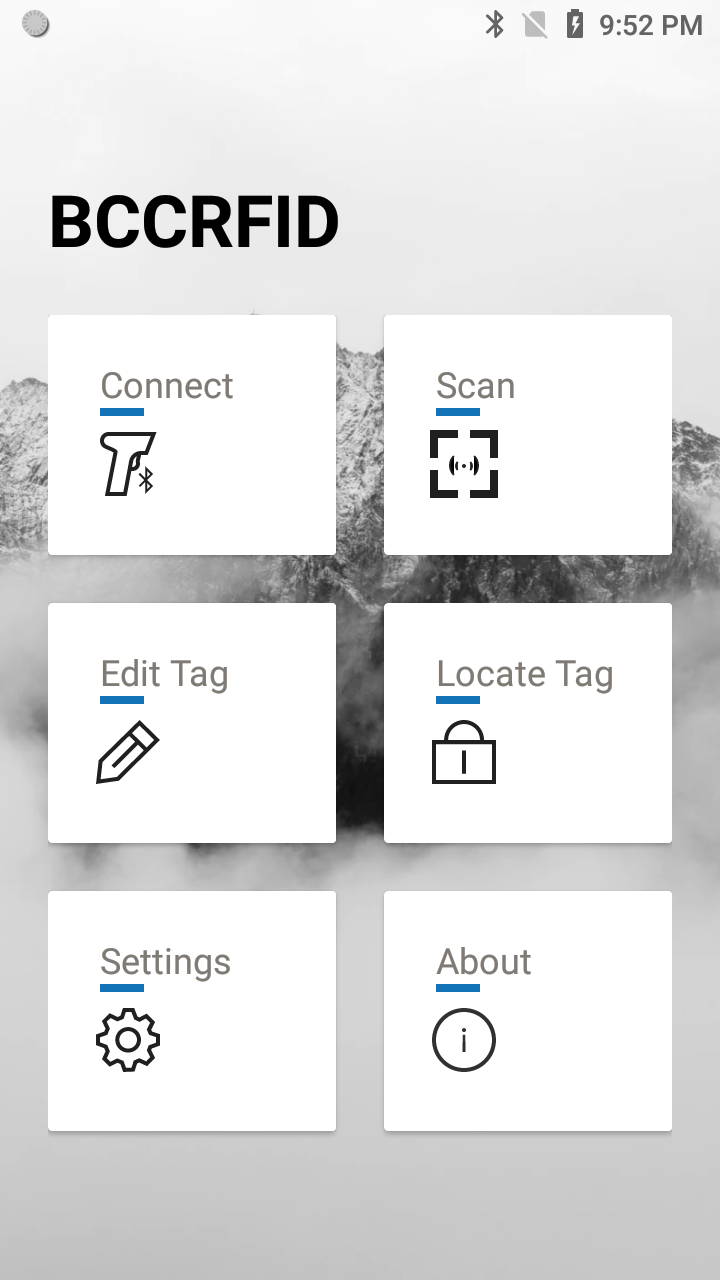 9:52 PM
BCCRFID
Connect
Scan
Edit Tag
Locate Tag
Settings
About